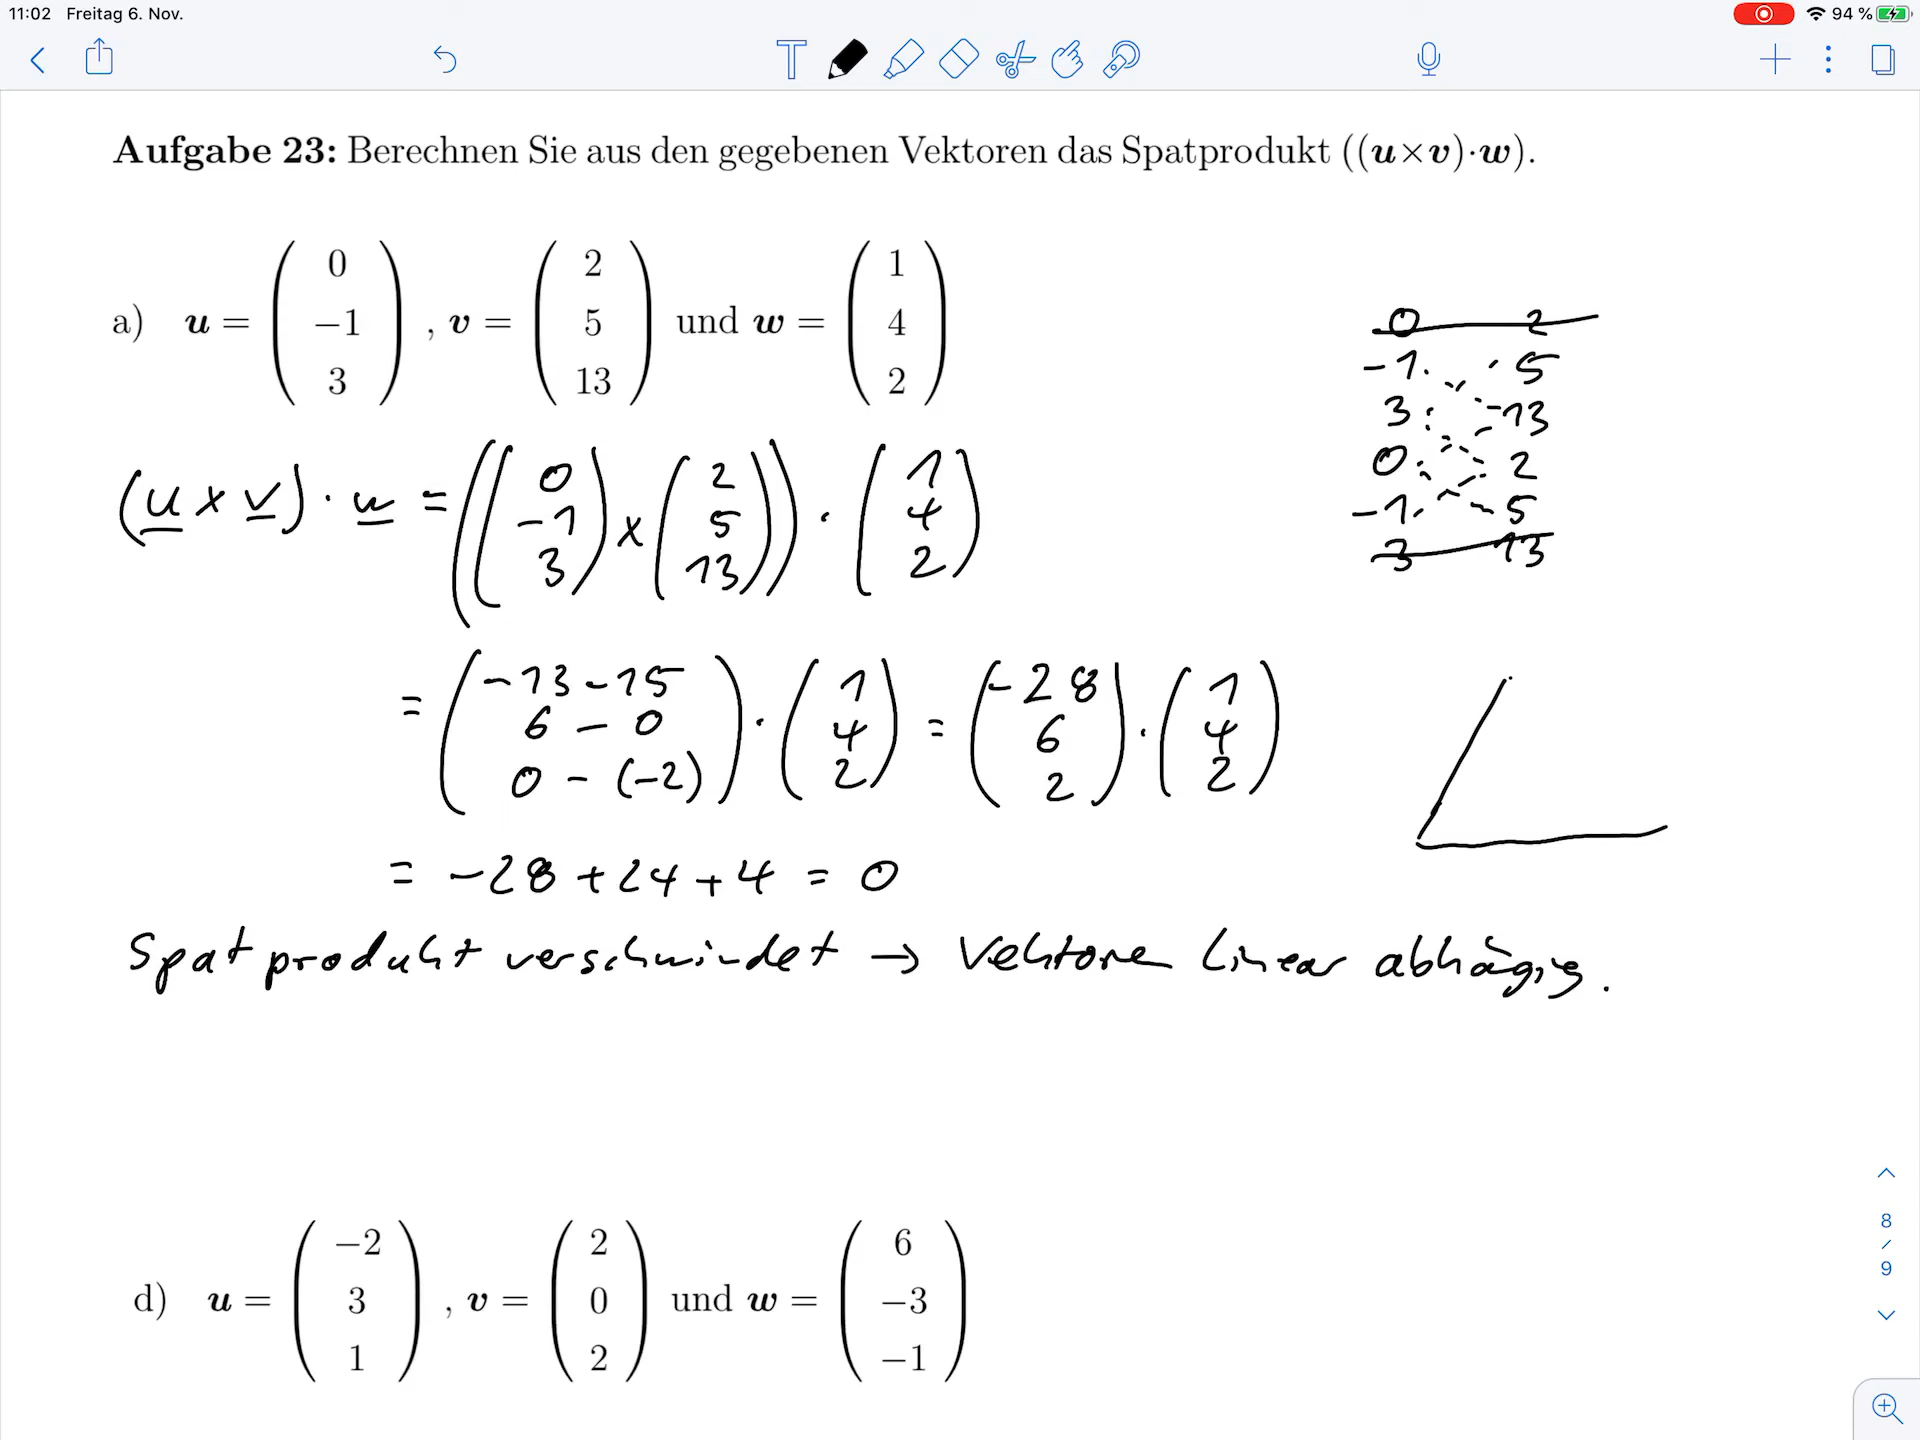 11:02 Freitag 6. Nov. 94 %
T
Aufgabe 23: Berechnen Sie aus den gegebenen Vektoren das Spatprodukt ((u×v)·w).
a) u = ( 0 −1 3 ) , v = ( 2 5 13 ) und w = ( 1 4 2 )
0 2
−1 5
3 13
0 2
−1 5
3 13
(u × v) · w = (( 0 −1 3 ) × ( 2 5 13 )) · ( 1 4 2 )
= ( −13 − 15 6 − 0 0 − (−2) ) · ( 1 4 2 ) = ( −28 6 2 ) · ( 1 4 2 )
= −28 + 24 + 4 = 0
Spatprodukt verschwindet → Vektoren linear abhägig.
d) u = ( −2 3 1 ) , v = ( 2 0 2 ) und w = ( 6 −3 −1 )
8
/
9